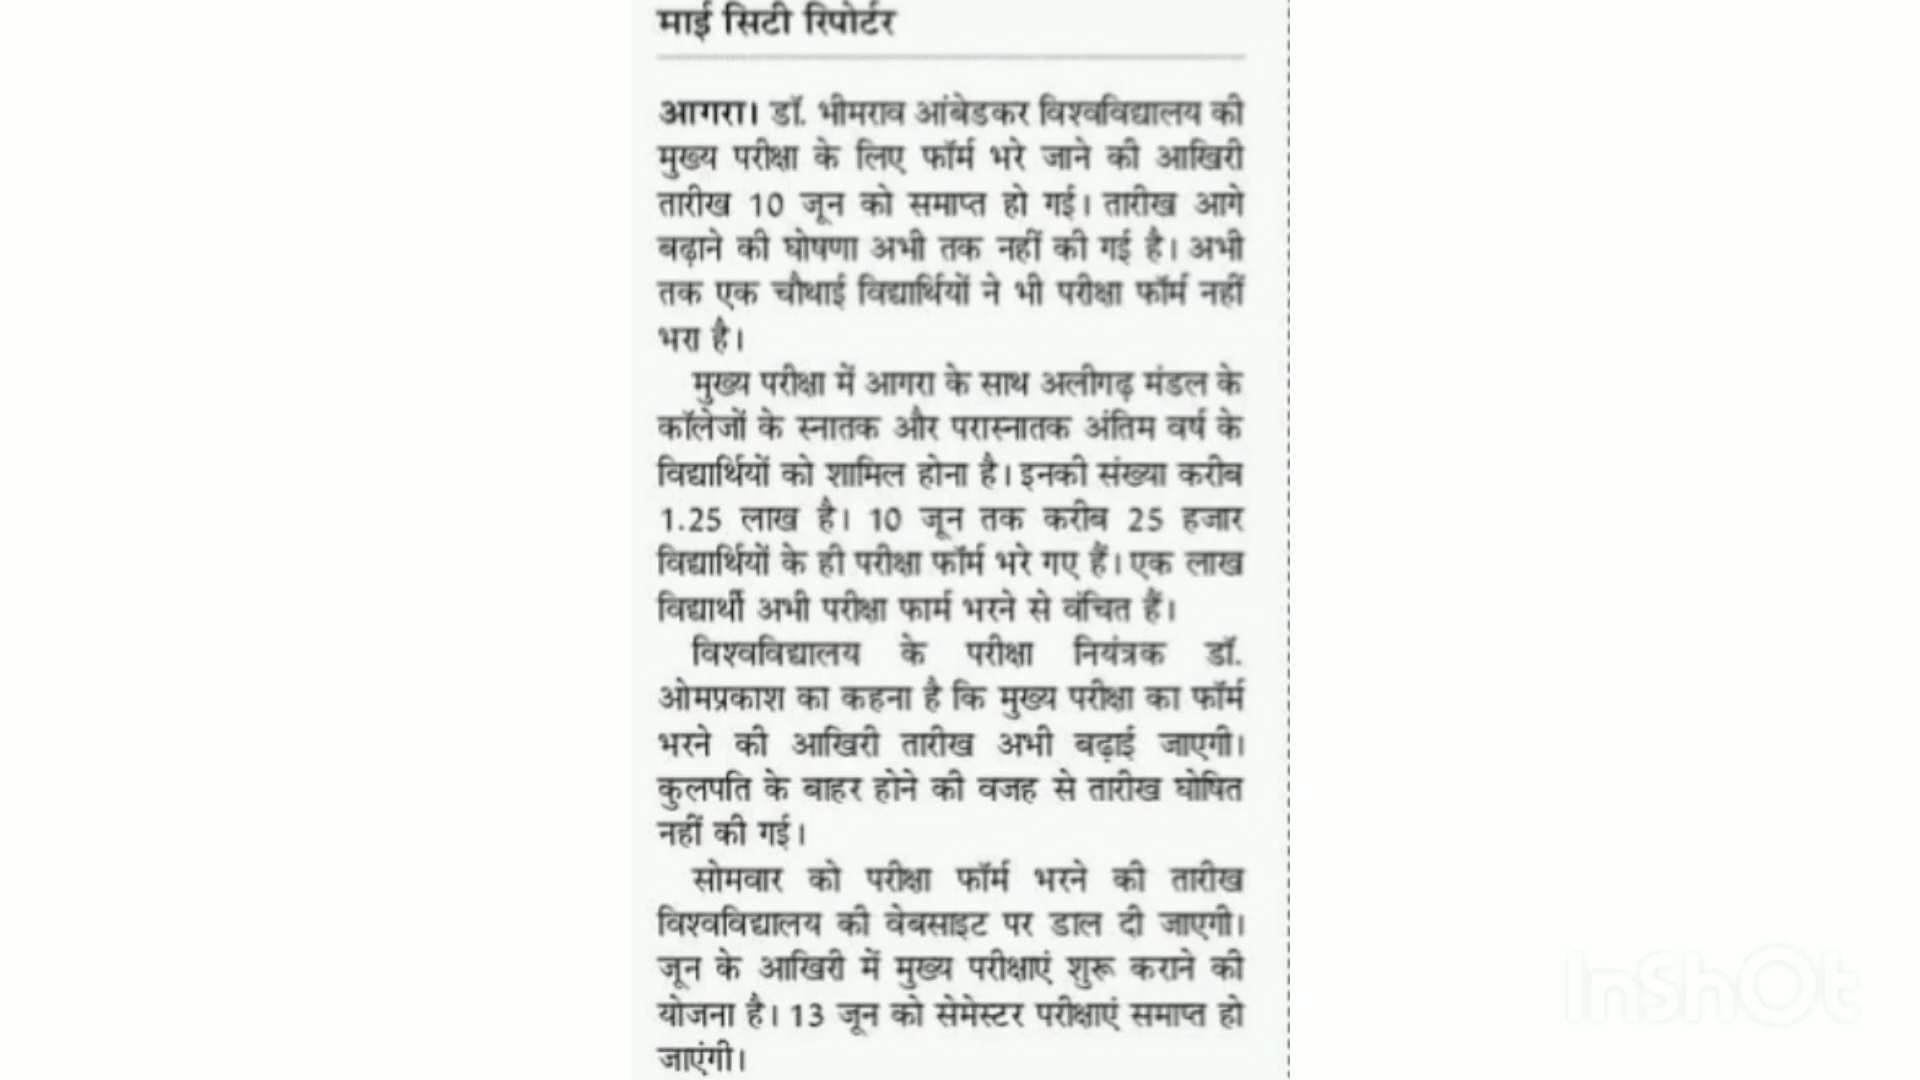 माई सिटी रिपोर्टर
आगरा। डॉ. भीमराव आंबेडकर विश्वविद्यालय की
मुख्य परीक्षा के लिए फॉर्म भरे जाने की आखिरी
तारीख 10 जून को समाप्त हो गई। तारीख आगे
बढ़ाने की घोषणा अभी तक नहीं की गई है। अभी
तक एक चौथाई विद्यार्थियों ने भी परीक्षा फॉर्म नहीं
भरा है।
मुख्य परीक्षा में आगरा के साथ अलीगढ़ मंडल के
कॉलेजों के स्नातक और परास्नातक अंतिम वर्ष के
विद्यार्थियों को शामिल होना है। इनकी संख्या करीब
1.25 लाख है। 10 जून तक करीब 25 हजार
विद्यार्थियों के ही परीक्षा फॉर्म भरे गए हैं। एक लाख
विद्यार्थी अभी परीक्षा फार्म भरने से वंचित हैं।
विश्वविद्यालय के परीक्षा नियंत्रक डॉ.
ओमप्रकाश का कहना है कि मुख्य परीक्षा का फॉर्म
भरने की आखिरी तारीख अभी बढ़ाई जाएगी।
कुलपति के बाहर होने की वजह से तारीख घोषित
नहीं की गई।
सोमवार को परीक्षा फॉर्म भरने की तारीख
विश्वविद्यालय की वेबसाइट पर डाल दी जाएगी।
जून के आखिरी में मुख्य परीक्षाएं शुरू कराने की
योजना है। 13 जून को सेमेस्टर परीक्षाएं समाप्त हो
जाएंगी।
InShOt